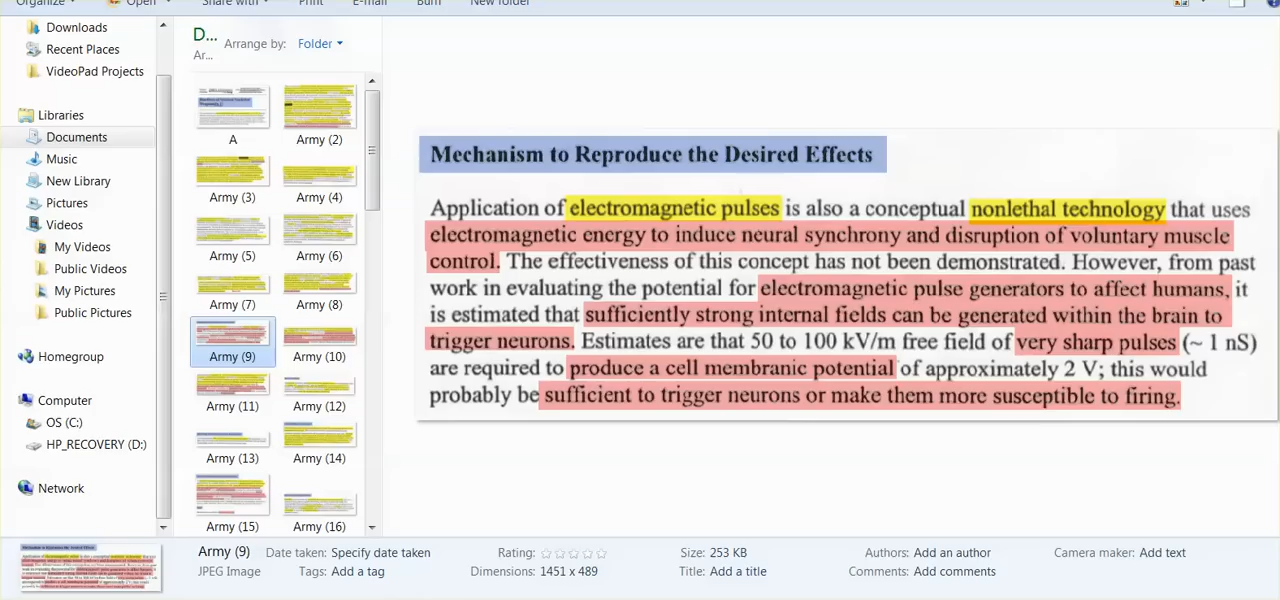 Organize
Open
Share with
Print
E-mail
Burn
New folder
Downloads
Recent Places
VideoPad Projects
Libraries
Documents
Music
New Library
Pictures
Videos
My Videos
Public Videos
My Pictures
Public Pictures
Homegroup
Computer
OS (C:)
HP_RECOVERY (D:)
Network
D...
Ar...
Arrange by: Folder
A
Army (2)
Army (3)
Army (4)
Army (5)
Army (6)
Army (7)
Army (8)
Army (9)
Army (10)
Army (11)
Army (12)
Army (13)
Army (14)
Army (15)
Army (16)
Mechanism to Reproduce the Desired Effects
Application of electromagnetic pulses is also a conceptual nonlethal technology that uses
electromagnetic energy to induce neural synchrony and disruption of voluntary muscle
control. The effectiveness of this concept has not been demonstrated. However, from past
work in evaluating the potential for electromagnetic pulse generators to affect humans, it
is estimated that sufficiently strong internal fields can be generated within the brain to
trigger neurons. Estimates are that 50 to 100 kV/m free field of very sharp pulses (~ 1 nS)
are required to produce a cell membranic potential of approximately 2 V; this would
probably be sufficient to trigger neurons or make them more susceptible to firing.
Army (9) Date taken: Specify date taken Rating: Size: Authors: Add an author Camera maker: Add text
JPEG Tags: Add a tag Title: Comments: Add comments